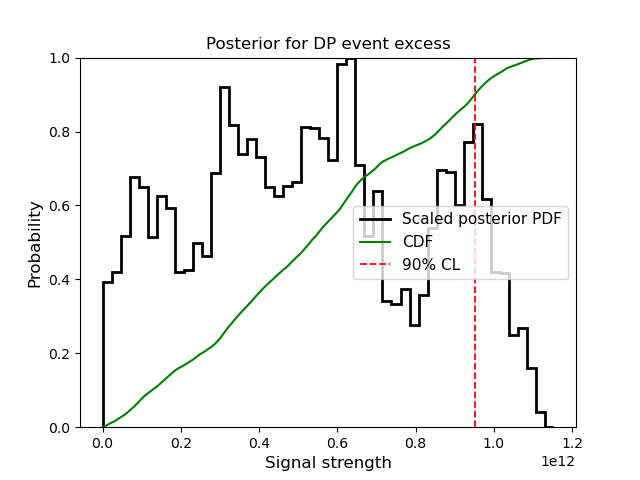 Posterior for DP event excess
1.0
0.8
0.6
0.4
0.2
0.0
Probability
Scaled posterior PDF
CDF
90% CL
0.0 0.2 0.4 0.6 0.8 1.0 1.2
1e12
Signal strength